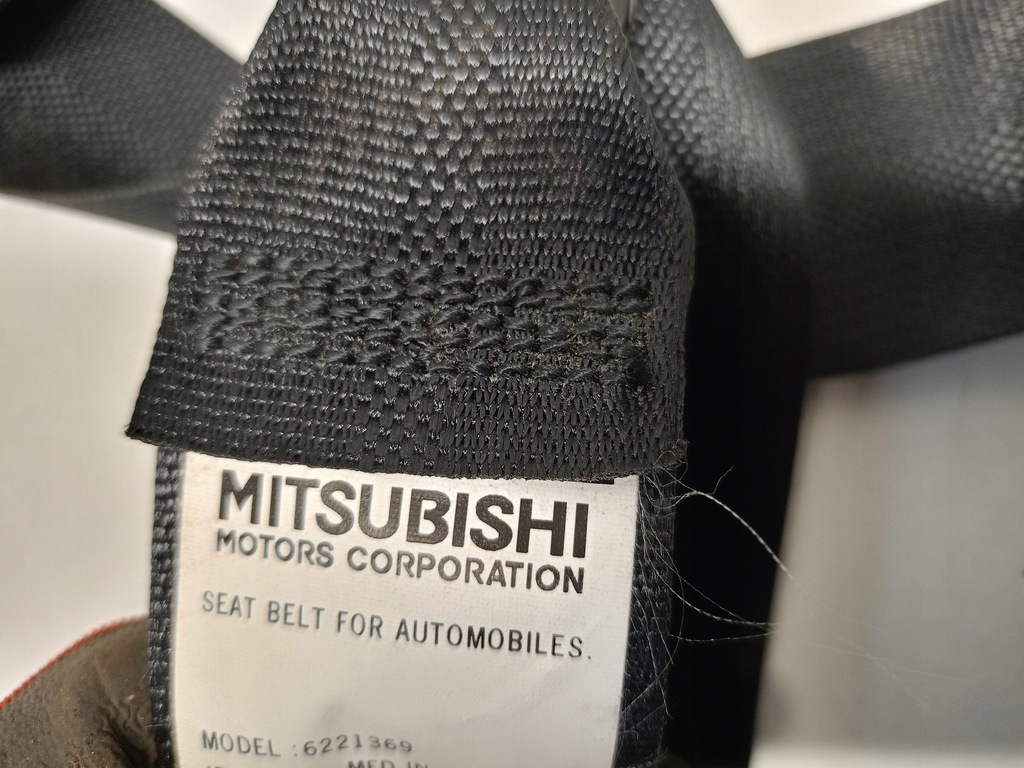 MITSUBISHI
MOTORS CORPORATION
SEAT BELT FOR AUTOMOBILES.
MODEL :6221369